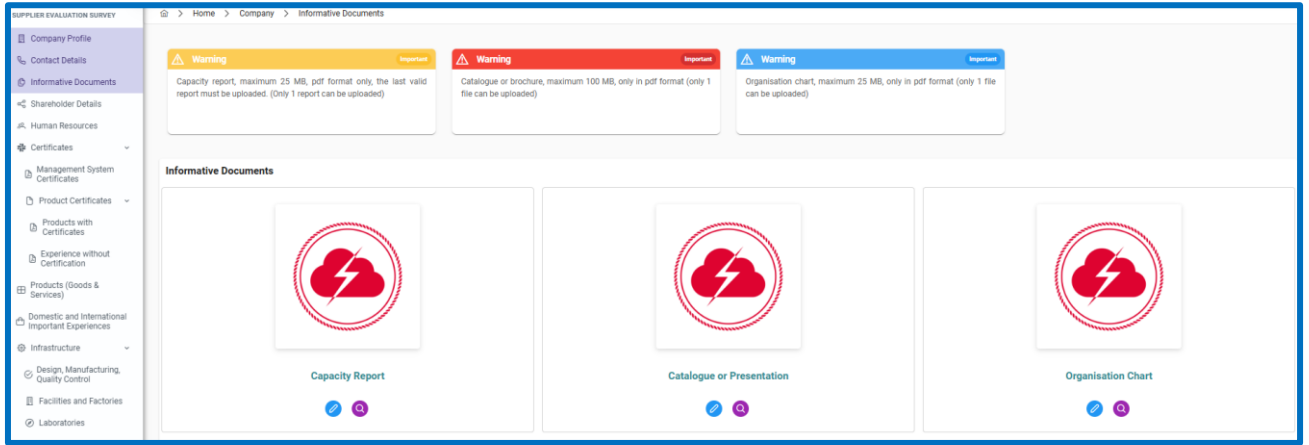 SUPPLIER EVALUATION SURVEY
Company Profile
Contact Details
Informative Documents
Shareholder Details
Human Resources
Certificates
Management System
Certificates
Product Certificates
Products with
Certificates
Experience without
Certification
Products (Goods &
Services)
Domestic and International
Important Experiences
Infrastructure
Design, Manufacturing,
Quality Control
Facilities and Factories
Laboratories
> Home > Company > Informative Documents
Warning Important
Capacity report, maximum 25 MB, pdf format only, the last valid
report must be uploaded. (Only 1 report can be uploaded)
Warning Important
Catalogue or brochure, maximum 100 MB, only in pdf format (only 1
file can be uploaded)
Warning Important
Organisation chart, maximum 25 MB, only in pdf format (only 1 file
can be uploaded)
Informative Documents
Capacity Report
Catalogue or Presentation
Organisation Chart